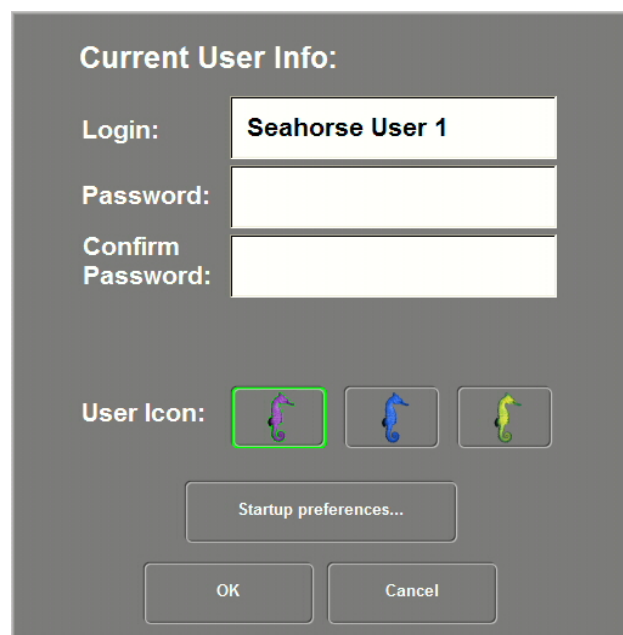 Current User Info:
Login:
Seahorse User 1
Password:
Confirm
Password:
User Icon:
Startup preferences...
OK
Cancel